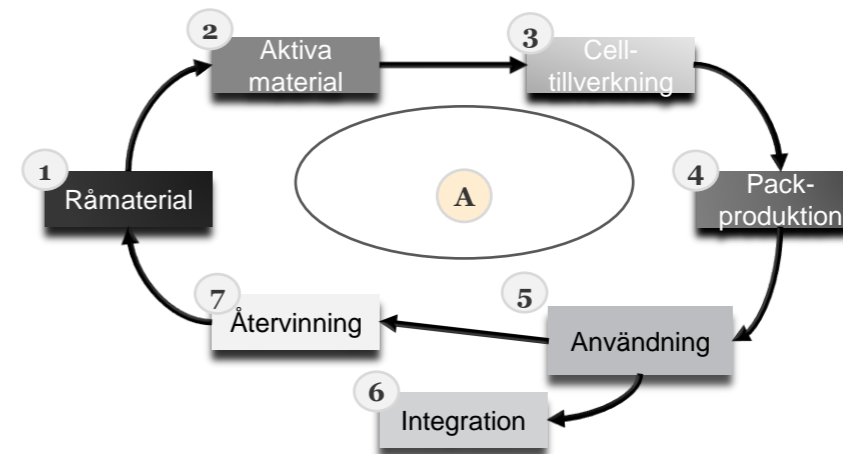 1
Råmaterial
2
Aktiva
material
3
Cell-
tillverkning
4
Pack-
produktion
5
Användning
6
Integration
7
Återvinning
A